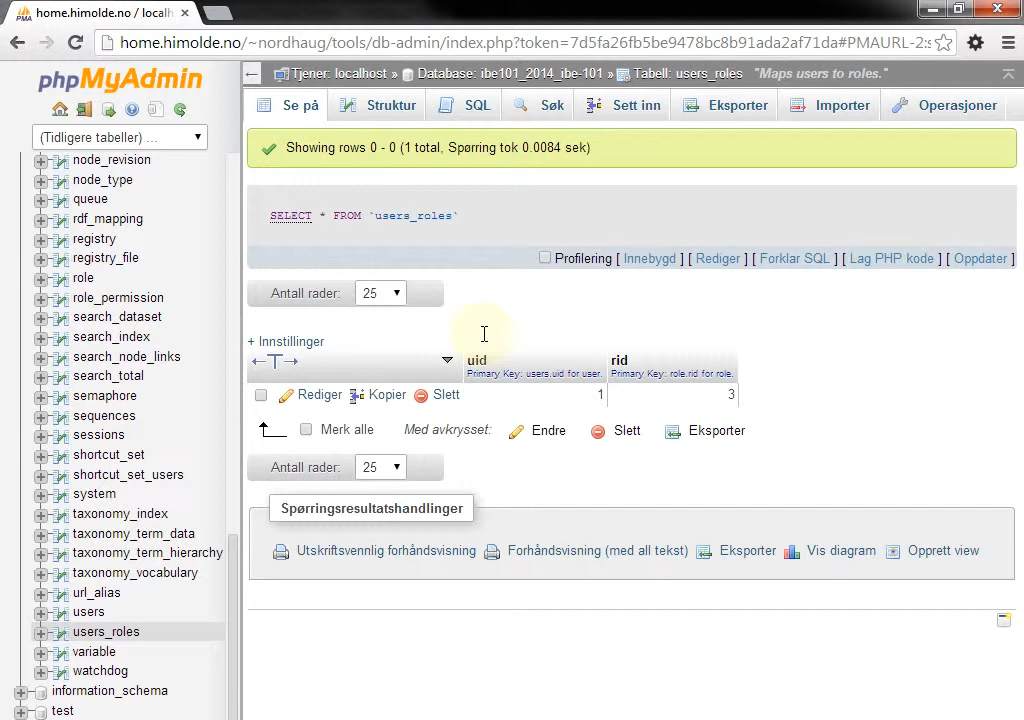 home.himolde.no / localh
home.himolde.no/~nordhaug/tools/db-admin/index.php?token=7d5fa26fb5be9478bc8b91ada2af71da#PMAURL-2:s
phpMyAdmin
(Tidligere tabeller) ...
node_revision
node_type
queue
rdf_mapping
registry
registry_file
role
role_permission
search_dataset
search_index
search_node_links
search_total
semaphore
sequences
sessions
shortcut_set
shortcut_set_users
system
taxonomy_index
taxonomy_term_data
taxonomy_term_hierarchy
taxonomy_vocabulary
url_alias
users
users_roles
variable
watchdog
information_schema
test
Tjener: localhost » Database: ibe101_2014_ibe-101 » Tabell: users_roles "Maps users to roles."
Se på Struktur SQL Søk Sett inn Eksporter Importer Operasjoner
Showing rows 0 - 0 (1 total, Spørring tok 0.0084 sek)
SELECT * FROM `users_roles`
Profilering [ Innebygd ] [ Rediger ] [ Forklar SQL ] [ Lag PHP kode ] [ Oppdater ]
Antall rader: 25
+ Innstillinger
←T→ uid rid
Primary Key: users.uid for user. Primary Key: role.rid for role.
Rediger Kopier Slett 1 3
Merk alle Med avkrysset: Endre Slett Eksporter
Antall rader: 25
Spørringsresultatshandlinger
Utskriftsvennlig forhåndsvisning Forhåndsvisning (med all tekst) Eksporter Vis diagram Opprett view